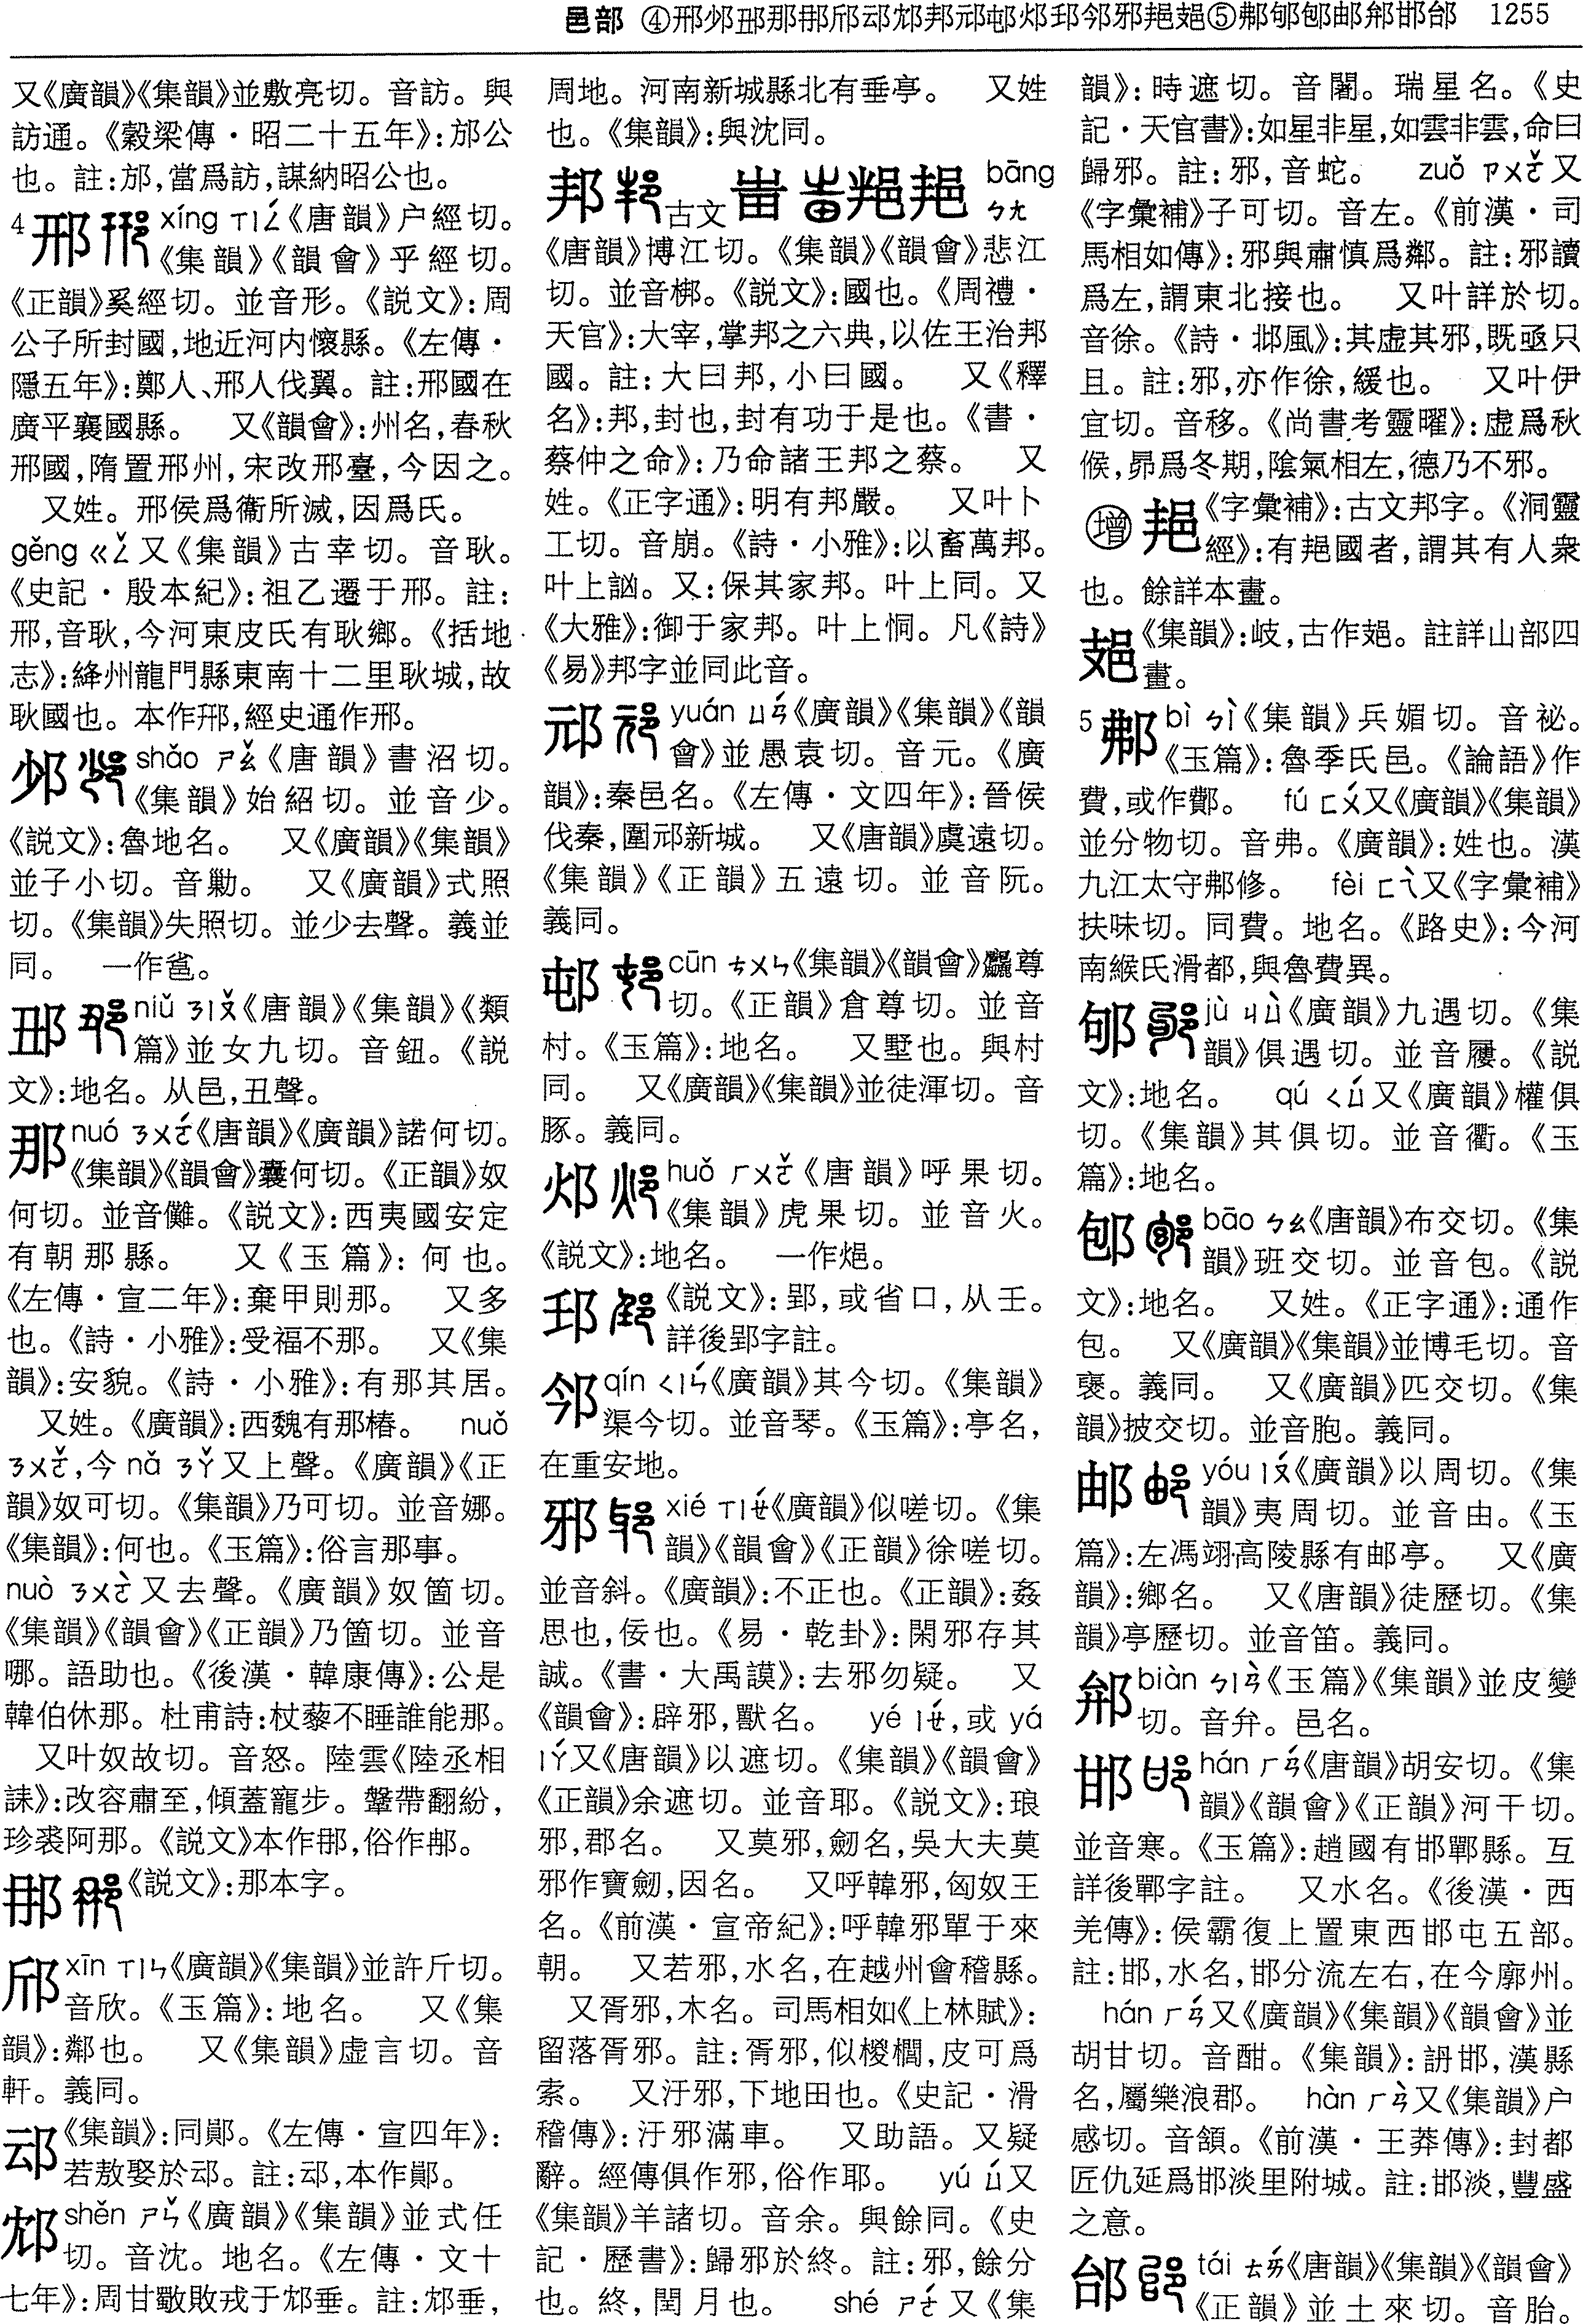 邑部 ④邢邩𨙻那𨙻邤䢵邥邦邧邨邩邽邻邪⑤郱邭邮邯邰 1255
又《廣韻》《集韻》並敷亮切。音訪。與
訪通。《穀梁傳·昭二十五年》：邡公
也。註：邡，當爲訪，謀納昭公也。
4 邢 xíng ㄒㄧㄥˊ《唐韻》户經切。
《集韻》《韻會》乎經切。
《正韻》奚經切。並音形。《説文》：周
公子所封國，地近河内懷縣。《左傳·
隱五年》：鄭人、邢人伐翼。註：邢國在
廣平襄國縣。　又《韻會》：州名，春秋
邢國，隋置邢州，宋改邢臺，今因之。
又姓。邢侯爲衞所滅，因爲氏。
gěng ㄍㄥˇ又《集韻》古幸切。音耿。
《史記·殷本紀》：祖乙遷于邢。註：
邢，音耿，今河東皮氏有耿鄉。《括地
志》：絳州龍門縣東南十二里耿城，故
耿國也。本作邢，經史通作邢。
shǎo ㄕㄠˇ《唐韻》書沼切。
《集韻》始紹切。並音少。
《説文》：魯地名。　又《廣韻》《集韻》
並子小切。音勦。　又《廣韻》式照
切。《集韻》失照切。並少去聲。義並
同。　一作
niǔ ㄋㄧㄡˇ《唐韻》《集韻》《類
篇》並女九切。音鈕。《説
文》：地名。从邑，丑聲。
那 nuó ㄋㄨㄛˊ《唐韻》《廣韻》諾何切。
《集韻》《韻會》囊何切。《正韻》奴
何切。並音儺。《説文》：西夷國安定
有朝那縣。　又《玉篇》：何也。
《左傳·宣二年》：棄甲則那。　又多
也。《詩·小雅》：受福不那。　又《集
韻》：安貌。《詩·小雅》：有那其居。
又姓。《廣韻》：西魏有那椿。　nuǒ
ㄋㄨㄛˇ，今 nǎ ㄋㄚˇ又上聲。《廣韻》《正
韻》奴可切。《集韻》乃可切。並音娜。
《集韻》：何也。《玉篇》：俗言那事。
nuò ㄋㄨㄛˋ又去聲。《廣韻》奴箇切。
《集韻》《韻會》《正韻》乃箇切。並音
哪。語助也。《後漢·韓康傳》：公是
韓伯休那。杜甫詩：杖藜不睡誰能那。
又叶奴故切。音怒。陸雲《陸丞相
誄》：改容肅至，傾蓋寵步。鞶帶翻紛，
珍裘阿那。《説文》本作，俗作
《説文》：那本字。
邤 xīn ㄒㄧㄣ《廣韻》《集韻》並許斤切。
音欣。《玉篇》：地名。　又《集
韻》：鄰也。　又《集韻》虚言切。音
軒。義同。
䢵《集韻》：同鄖。《左傳·宣四年》：
若敖娶於䢵。註：䢵，本作鄖。
邥 shěn ㄕㄣˇ《廣韻》《集韻》並式任
切。音沈。地名。《左傳·文十
七年》：周甘歜敗戎于邥垂。註：邥垂，
周地。河南新城縣北有垂亭。　又姓
也。《集韻》：與沈同。
邦 古文 bāng
ㄅㄤ
《唐韻》博江切。《集韻》《韻會》悲江
切。並音梆。《説文》：國也。《周禮·
天官》：大宰，掌邦之六典，以佐王治邦
國。註：大曰邦，小曰國。　又《釋
名》：邦，封也，封有功于是也。《書·
蔡仲之命》：乃命諸王邦之蔡。　又
姓。《正字通》：明有邦嚴。　又叶卜
工切。音崩。《詩·小雅》：以畜萬邦。
叶上訩。又：保其家邦。叶上同。又
《大雅》：御于家邦。叶上恫。凡《詩》
《易》邦字並同此音。
邧 yuán ㄩㄢˊ《廣韻》《集韻》《韻
會》並愚袁切。音元。《廣
韻》：秦邑名。《左傳·文四年》：晉侯
伐秦，圍邧新城。　又《唐韻》虞遠切。
《集韻》《正韻》五遠切。並音阮。
義同。
邨 cūn ㄘㄨㄣ《集韻》《韻會》麤尊
切。《正韻》倉尊切。並音
村。《玉篇》：地名。　又墅也。與村
同。　又《廣韻》《集韻》並徒渾切。音
豚。義同。
邩 huǒ ㄏㄨㄛˇ《唐韻》呼果切。
《集韻》虎果切。並音火。
《説文》：地名。　一作
《説文》：郢，或省口，从壬。
詳後郢字註。
邻 qín ㄑㄧㄣˊ《廣韻》其今切。《集韻》
渠今切。並音琴。《玉篇》：亭名，
在重安地。
邪 xié ㄒㄧㄝˊ《廣韻》似嗟切。《集
韻》《韻會》《正韻》徐嗟切。
並音斜。《廣韻》：不正也。《正韻》：姦
思也，佞也。《易·乾卦》：閑邪存其
誠。《書·大禹謨》：去邪勿疑。　又
《韻會》：辟邪，獸名。　yé ㄧㄝˊ，或 yá
ㄧㄚˊ又《唐韻》以遮切。《集韻》《韻會》
《正韻》余遮切。並音耶。《説文》：琅
邪，郡名。　又莫邪，劒名，吳大夫莫
邪作寶劒，因名。　又呼韓邪，匈奴王
名。《前漢·宣帝紀》：呼韓邪單于來
朝。　又若邪，水名，在越州會稽縣。
又胥邪，木名。司馬相如《上林賦》：
留落胥邪。註：胥邪，似椶櫚，皮可爲
索。　又汙邪，下地田也。《史記·滑
稽傳》：汙邪滿車。　又助語。又疑
辭。經傳俱作邪，俗作耶。　yú ㄩˊ又
《集韻》羊諸切。音余。與餘同。《史
記·歷書》：歸邪於終。註：邪，餘分
也。終，閏月也。　shé ㄕㄜˊ又《集
韻》：時遮切。音闍。瑞星名。《史
記·天官書》：如星非星，如雲非雲，命曰
歸邪。註：邪，音蛇。　zuǒ ㄗㄨㄛˇ又
《字彙補》子可切。音左。《前漢·司
馬相如傳》：邪與肅慎爲鄰。註：邪讀
爲左，謂東北接也。　又叶詳於切。
音徐。《詩·邶風》：其虛其邪，既亟只
且。註：邪，亦作徐，緩也。　又叶伊
宜切。音移。《尚書考靈曜》：虛爲秋
候，昴爲冬期，陰氣相左，德乃不邪。
增《字彙補》：古文邦字。《洞靈
經》：有國者，謂其有人衆
也。餘詳本畫。
《集韻》：岐，古作。註詳山部四
畫。
5 bì ㄅㄧˋ《集韻》兵媚切。音祕。
《玉篇》：魯季氏邑。《論語》作
費，或作鄪。　fú ㄈㄨˊ又《廣韻》《集韻》
並分物切。音弗。《廣韻》：姓也。漢
九江太守修。　fèi ㄈㄟˋ又《字彙補》
扶味切。同費。地名。《路史》：今河
南緱氏滑都，與魯費異。
邭 jù ㄐㄩˋ《廣韻》九遇切。《集
韻》俱遇切。並音屨。《説
文》：地名。　qú ㄑㄩˊ又《廣韻》權俱
切。《集韻》其俱切。並音衢。《玉
篇》：地名。
bāo ㄅㄠ《唐韻》布交切。《集
韻》班交切。並音包。《説
文》：地名。　又姓。《正字通》：通作
包。　又《廣韻》《集韻》並博毛切。音
襃。義同。　又《廣韻》匹交切。《集
韻》披交切。並音胞。義同。
邮 yóu ㄧㄡˊ《廣韻》以周切。《集
韻》夷周切。並音由。《玉
篇》：左馮翊高陵縣有邮亭。　又《廣
韻》：鄉名。　又《唐韻》徒歷切。《集
韻》亭歷切。並音笛。義同。
biàn ㄅㄧㄢˋ《玉篇》《集韻》並皮變
切。音弁。邑名。
邯 hán ㄏㄢˊ《唐韻》胡安切。《集
韻》《韻會》《正韻》河干切。
並音寒。《玉篇》：趙國有邯鄲縣。互
詳後鄲字註。　又水名。《後漢·西
羌傳》：侯霸復上置東西邯屯五部。
註：邯，水名，邯分流左右，在今廓州。
hán ㄏㄢˊ又《廣韻》《集韻》《韻會》並
胡甘切。音酣。《集韻》：䛁邯，漢縣
名，屬樂浪郡。　hàn ㄏㄢˋ又《集韻》户
感切。音頷。《前漢·王莽傳》：封都
匠仇延爲邯淡里附城。註：邯淡，豐盛
之意。
邰 tái ㄊㄞˊ《唐韻》《集韻》《韻會》
《正韻》並土來切。音胎。